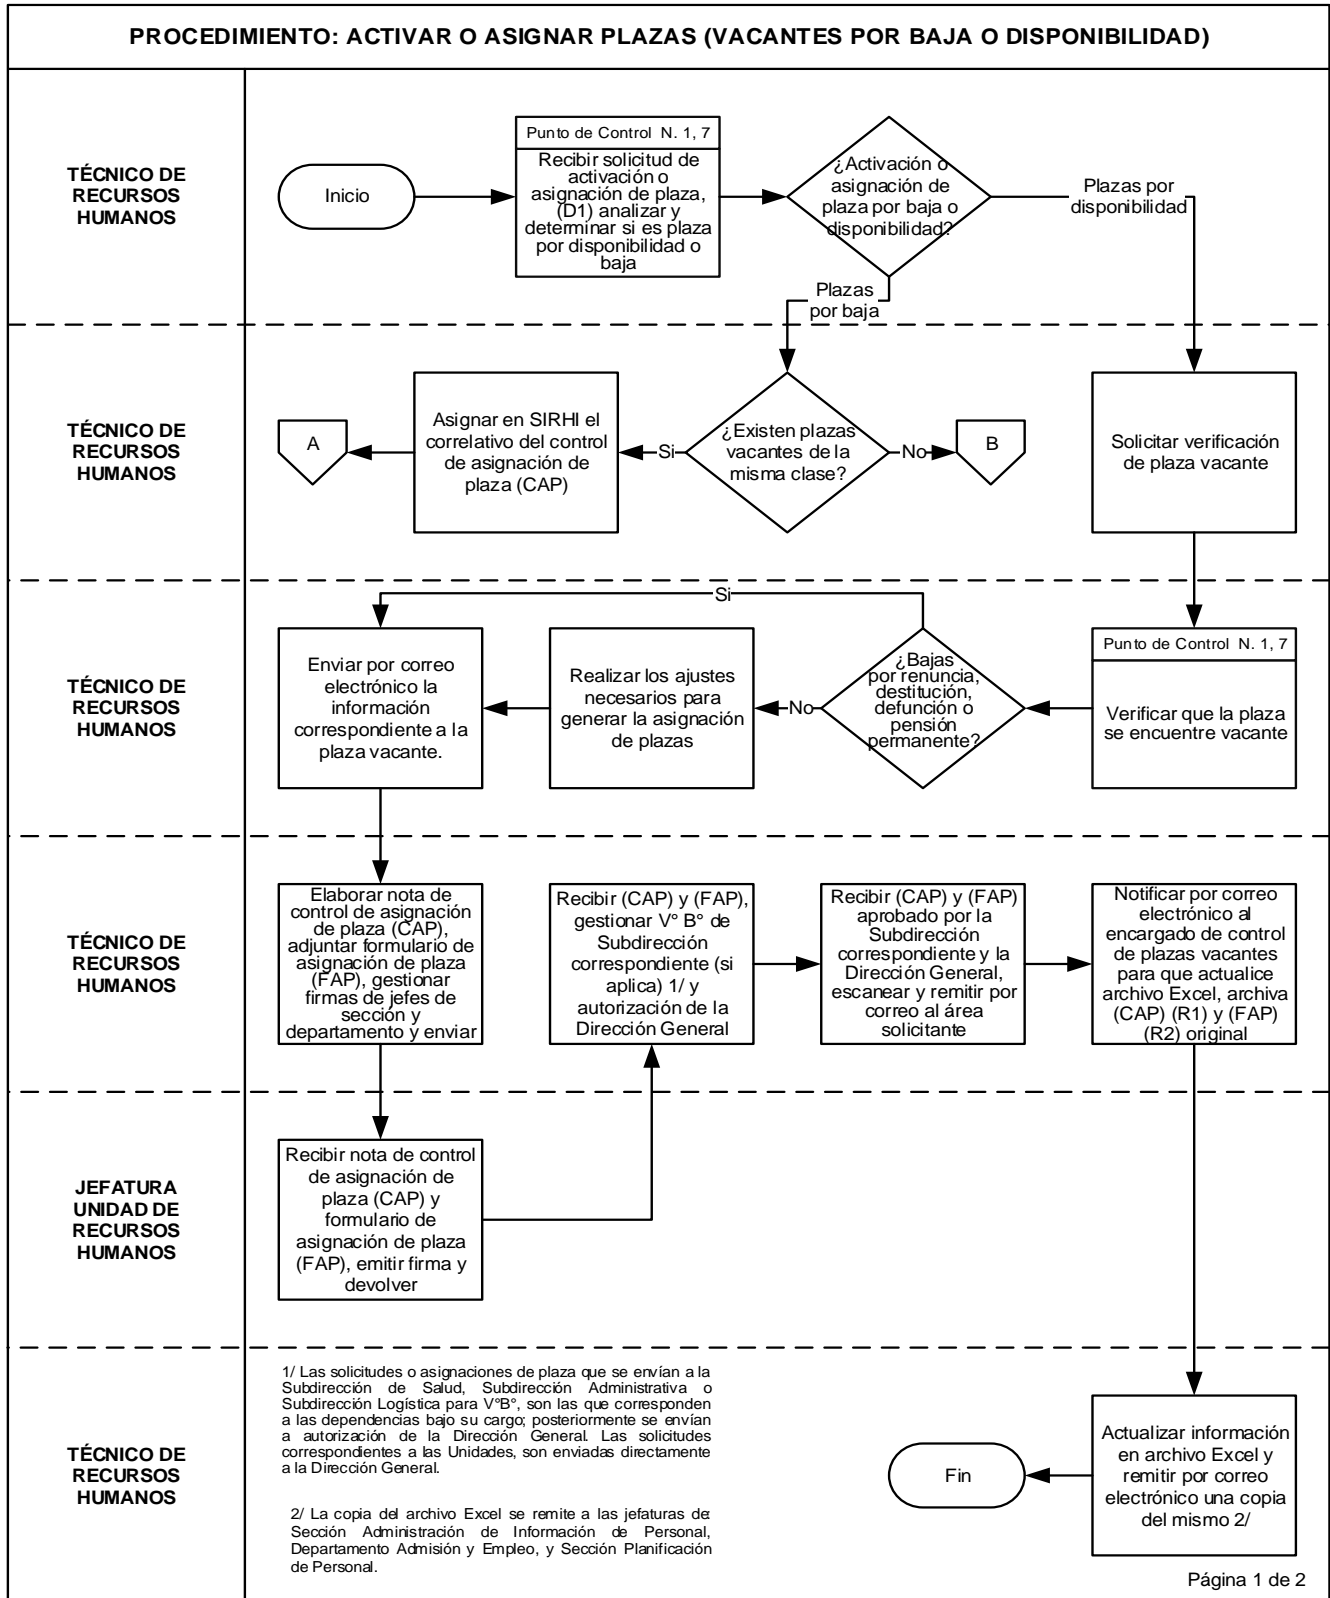 PROCEDIMIENTO: ACTIVAR O ASIGNAR PLAZAS (VACANTES POR BAJA O DISPONIBILIDAD)
TÉCNICO DE
RECURSOS
HUMANOS
Inicio
Punto de Control N. 1, 7
Recibir solicitud de
activación o
asignación de plaza,
(D1) analizar y
determinar si es plaza
por disponibilidad o
baja
¿Activación o
asignación de
plaza por baja o
disponibilidad?
Plazas por
disponibilidad
Plazas
por baja
TÉCNICO DE
RECURSOS
HUMANOS
A
Asignar en SIRHI el
correlativo del control
de asignación de
plaza (CAP)
Si
¿Existen plazas
vacantes de la
misma clase?
No
B
Solicitar verificación
de plaza vacante
TÉCNICO DE
RECURSOS
HUMANOS
Si
Enviar por correo
electrónico la
información
correspondiente a la
plaza vacante.
Realizar los ajustes
necesarios para
generar la asignación
de plazas
No
¿Bajas
por renuncia,
destitución,
defunción o
pensión
permanente?
Punto de Control N. 1, 7
Verificar que la plaza
se encuentre vacante
TÉCNICO DE
RECURSOS
HUMANOS
Elaborar nota de
control de asignación
de plaza (CAP),
adjuntar formulario de
asignación de plaza
(FAP), gestionar
firmas de jefes de
sección y
departamento y enviar
Recibir (CAP) y (FAP),
gestionar V° B° de
Subdirección
correspondiente (si
aplica) 1/ y
autorización de la
Dirección General
Recibir (CAP) y (FAP)
aprobado por la
Subdirección
correspondiente y la
Dirección General,
escanear y remitir por
correo al área
solicitante
Notificar por correo
electrónico al
encargado de control
de plazas vacantes
para que actualice
archivo Excel, archiva
(CAP) (R1) y (FAP)
(R2) original
JEFATURA
UNIDAD DE
RECURSOS
HUMANOS
Recibir nota de control
de asignación de
plaza (CAP) y
formulario de
asignación de plaza
(FAP), emitir firma y
devolver
TÉCNICO DE
RECURSOS
HUMANOS
1/ Las solicitudes o asignaciones de plaza que se envían a la
Subdirección de Salud, Subdirección Administrativa o
Subdirección Logística para V°B°, son las que corresponden
a las dependencias bajo su cargo; posteriormente se envían
a autorización de la Dirección General. Las solicitudes
correspondientes a las Unidades, son enviadas directamente
a la Dirección General.
2/ La copia del archivo Excel se remite a las jefaturas de:
Sección Administración de Información de Personal,
Departamento Admisión y Empleo, y Sección Planificación
de Personal.
Fin
Actualizar información
en archivo Excel y
remitir por correo
electrónico una copia
del mismo 2/
Página 1 de 2